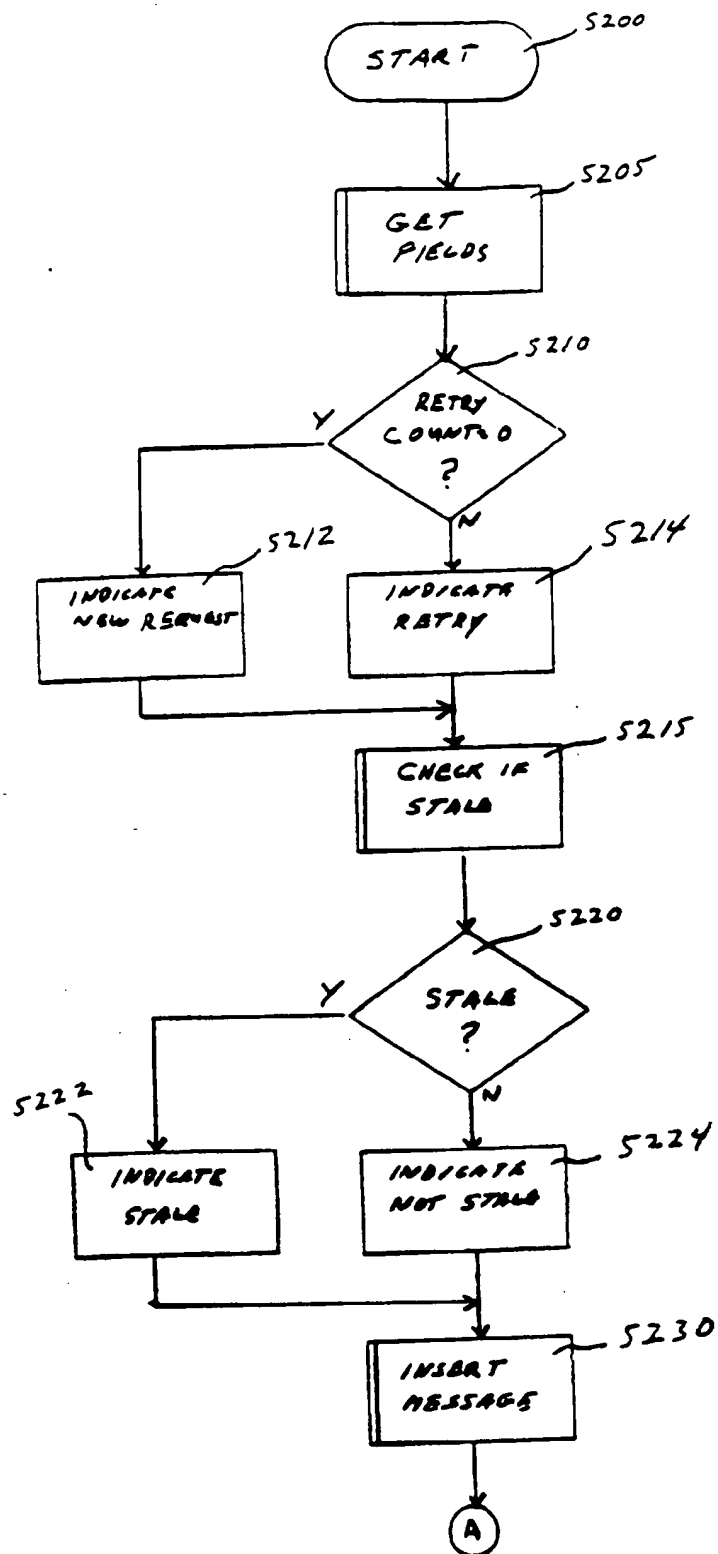 5200
START
5205
GET
FIELDS
5210
RETRY
COUNT=0
?
Y
N
5212
5214
INDICATE
NEW REQUEST
INDICATE
RETRY
5215
CHECK IF
STALE
5220
STALE
?
Y
N
5222
5224
INDICATE
STALE
INDICATE
NOT STALE
5230
INSERT
MESSAGE
A